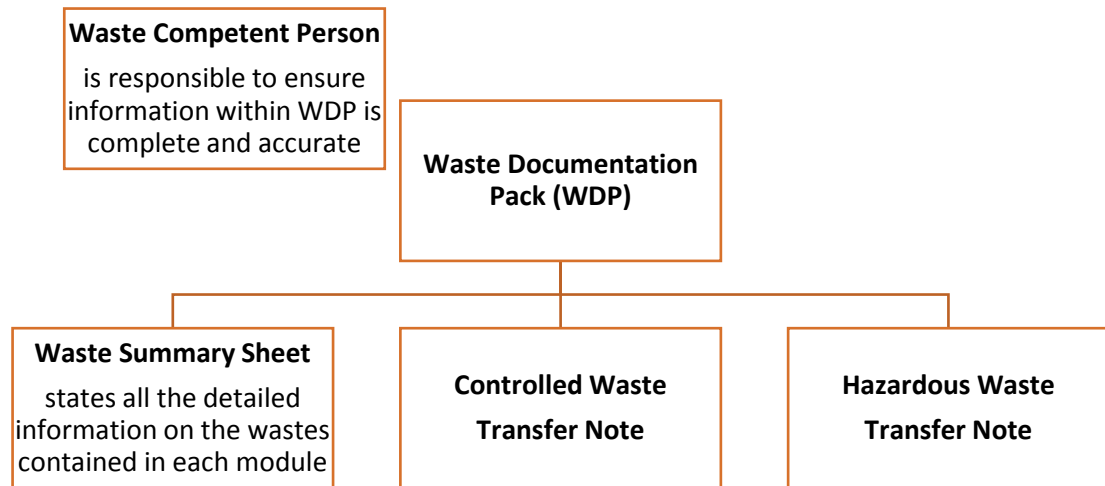 Waste Competent Person
is responsible to ensure
information within WDP is
complete and accurate
Waste Documentation
Pack (WDP)
Waste Summary Sheet
states all the detailed
information on the wastes
contained in each module
Controlled Waste
Transfer Note
Hazardous Waste
Transfer Note